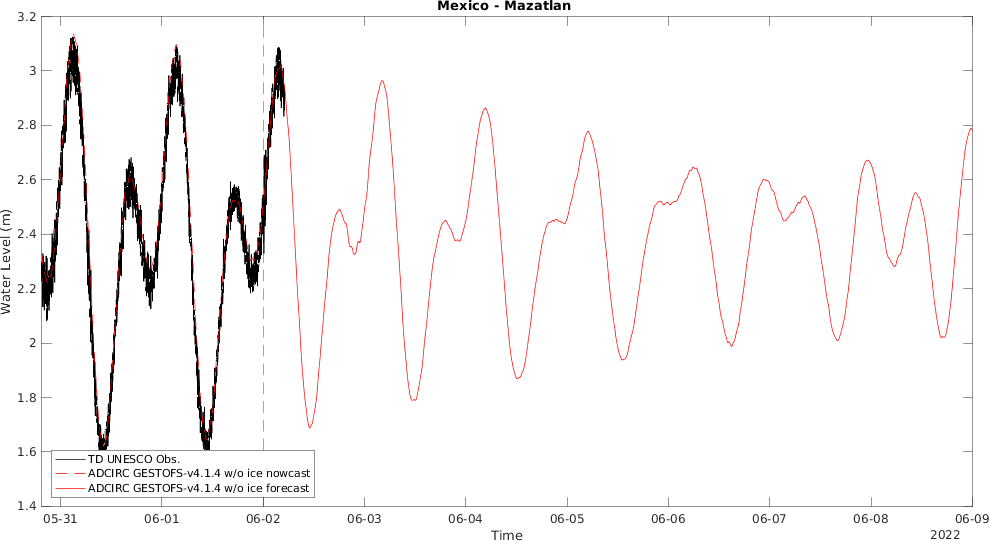 Mexico - Mazatlan
3.2
3
2.8
2.6
2.4
2.2
2
1.8
1.6
1.4
Water Level (m)
TD UNESCO Obs.
ADCIRC GESTOFS-v4.1.4 w/o ice nowcast
ADCIRC GESTOFS-v4.1.4 w/o ice forecast
05-31 06-01 06-02 06-03 06-04 06-05 06-06 06-07 06-08 06-09
Time
2022